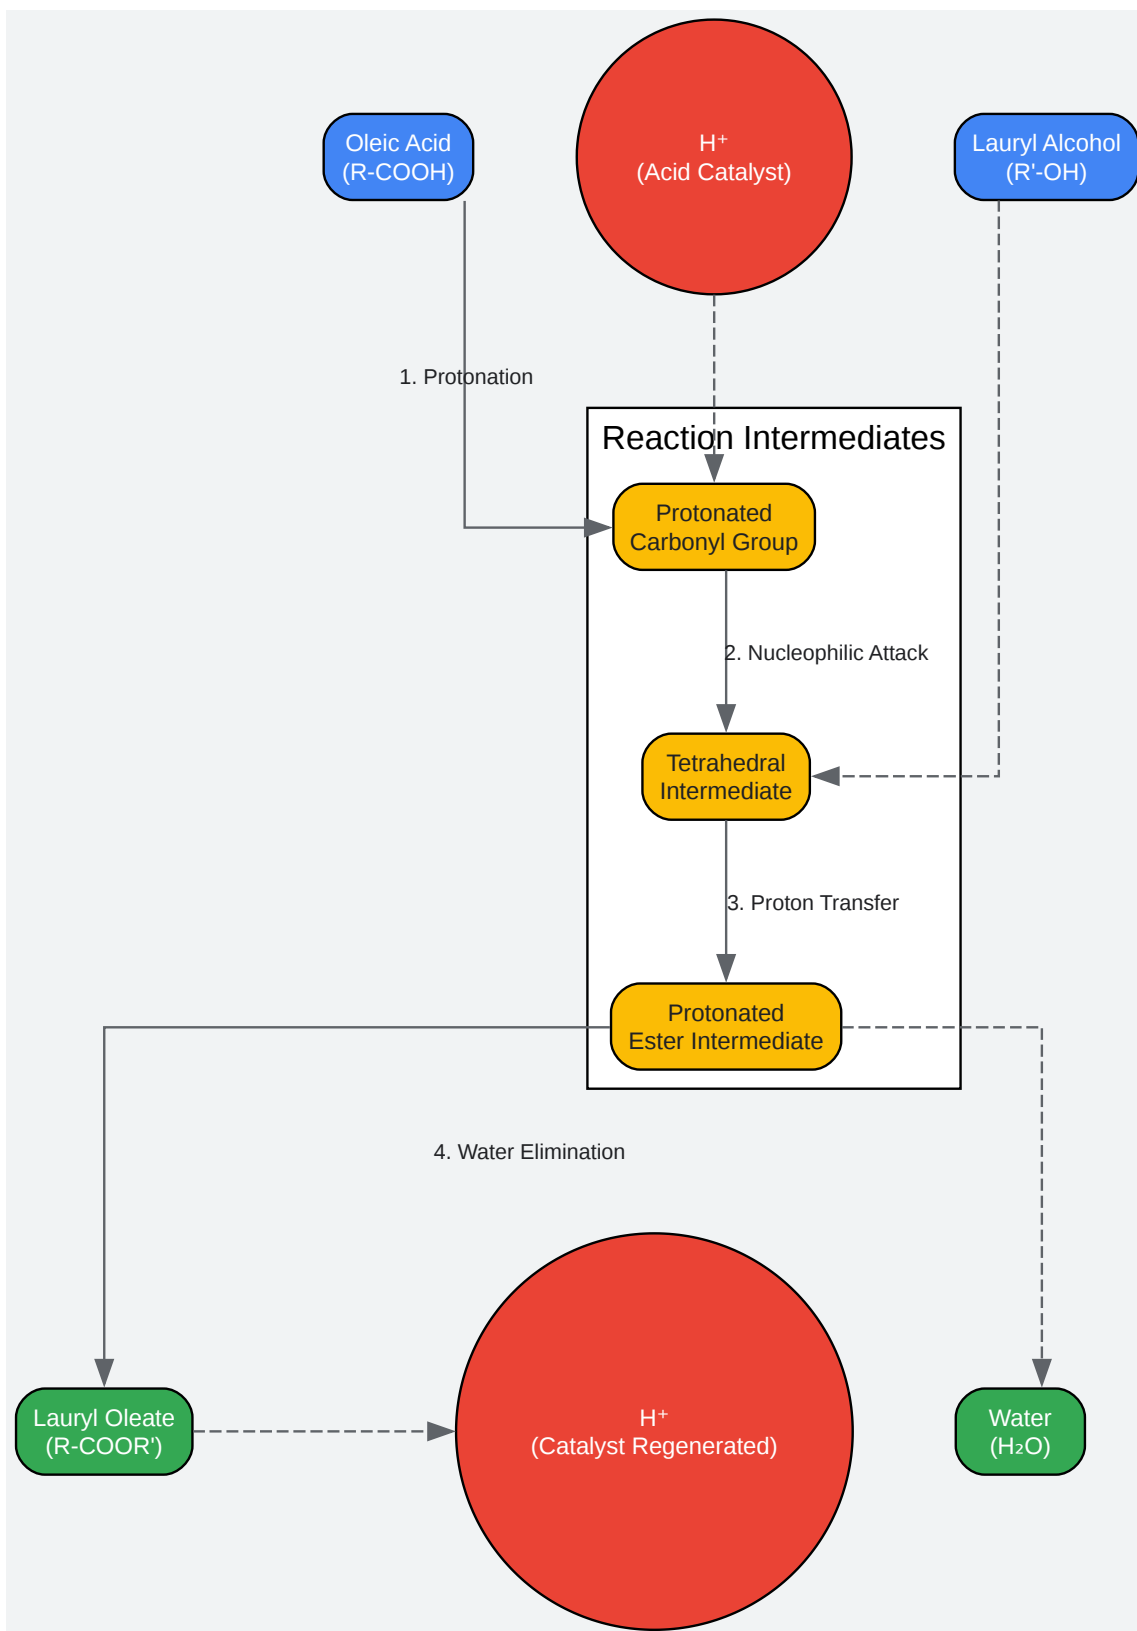 Oleic Acid
(R-COOH)
H⁺
(Acid Catalyst)
Lauryl Alcohol
(R'-OH)
1. Protonation
Reaction Intermediates
Protonated
Carbonyl Group
2. Nucleophilic Attack
Tetrahedral
Intermediate
3. Proton Transfer
Protonated
Ester Intermediate
4. Water Elimination
Lauryl Oleate
(R-COOR')
H⁺
(Catalyst Regenerated)
Water
(H₂O)